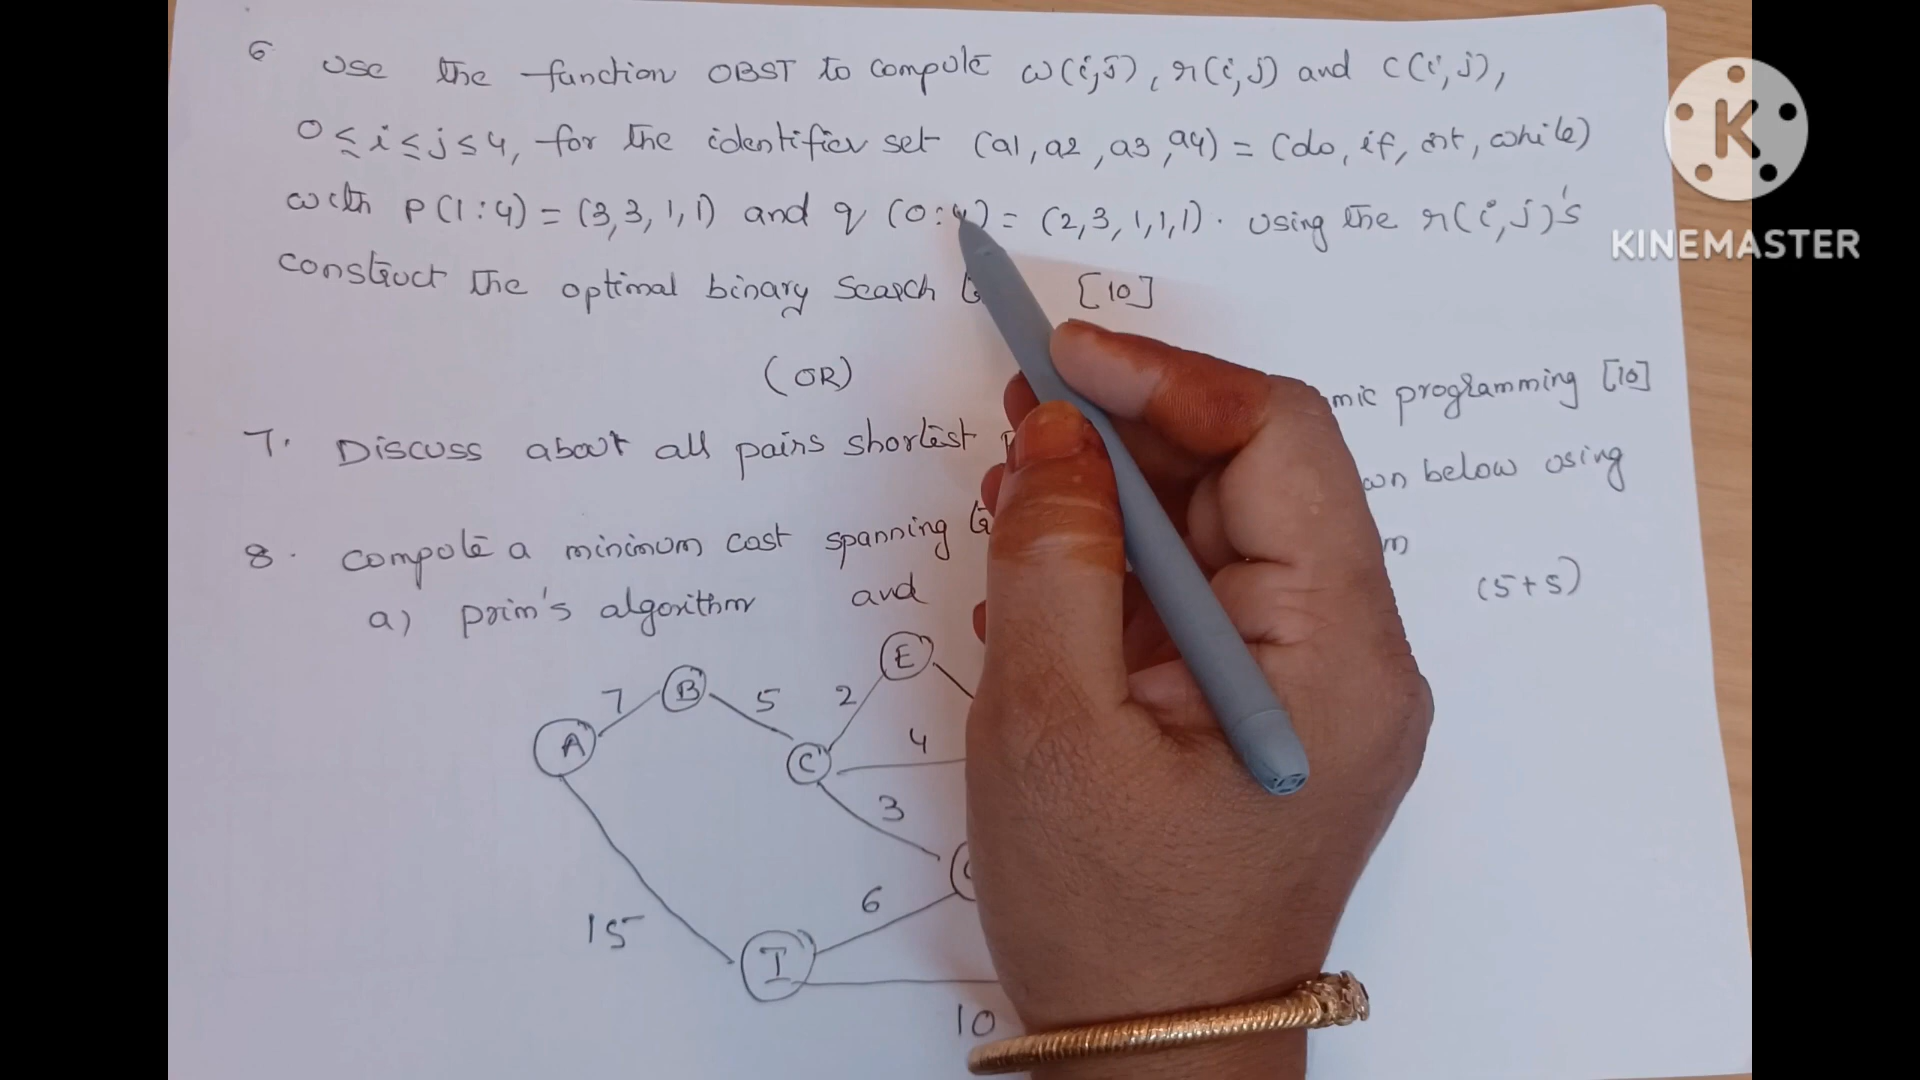 6 Use the function OBST to compute w(i,j), r(i,j) and c(i,j),
0 ≤ i ≤ j ≤ 4, for the identifier set (a1, a2, a3, a4) = (do, if, int, while)
with p(1:4) = (3,3,1,1) and q (0:4) = (2,3,1,1,1). Using the r(i,j)'s
construct the optimal binary search [10]
(OR)
7. Discuss about all pairs shortest programming [10]
8. Compute a minimum cost spanning below using
a) prim's algorithm and (5+5)
E
B
7
5
2
A
4
C
3
6
15
I
10
K
KINEMASTER